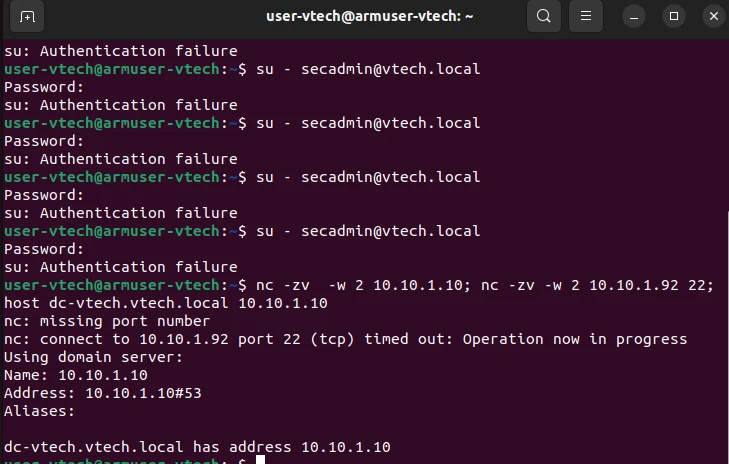 user-vtech@armuser-vtech: ~
su: Authentication failure
user-vtech@armuser-vtech:~$ su - secadmin@vtech.local
Password:
su: Authentication failure
user-vtech@armuser-vtech:~$ su - secadmin@vtech.local
Password:
su: Authentication failure
user-vtech@armuser-vtech:~$ su - secadmin@vtech.local
Password:
su: Authentication failure
user-vtech@armuser-vtech:~$ su - secadmin@vtech.local
Password:
su: Authentication failure
user-vtech@armuser-vtech:~$ nc -zv  -w 2 10.10.1.10; nc -zv -w 2 10.10.1.92 22;
host dc-vtech.vtech.local 10.10.1.10
nc: missing port number
nc: connect to 10.10.1.92 port 22 (tcp) timed out: Operation now in progress
Using domain server:
Name: 10.10.1.10
Address: 10.10.1.10#53
Aliases:
dc-vtech.vtech.local has address 10.10.1.10
user-vtech@armuser-vtech:~$